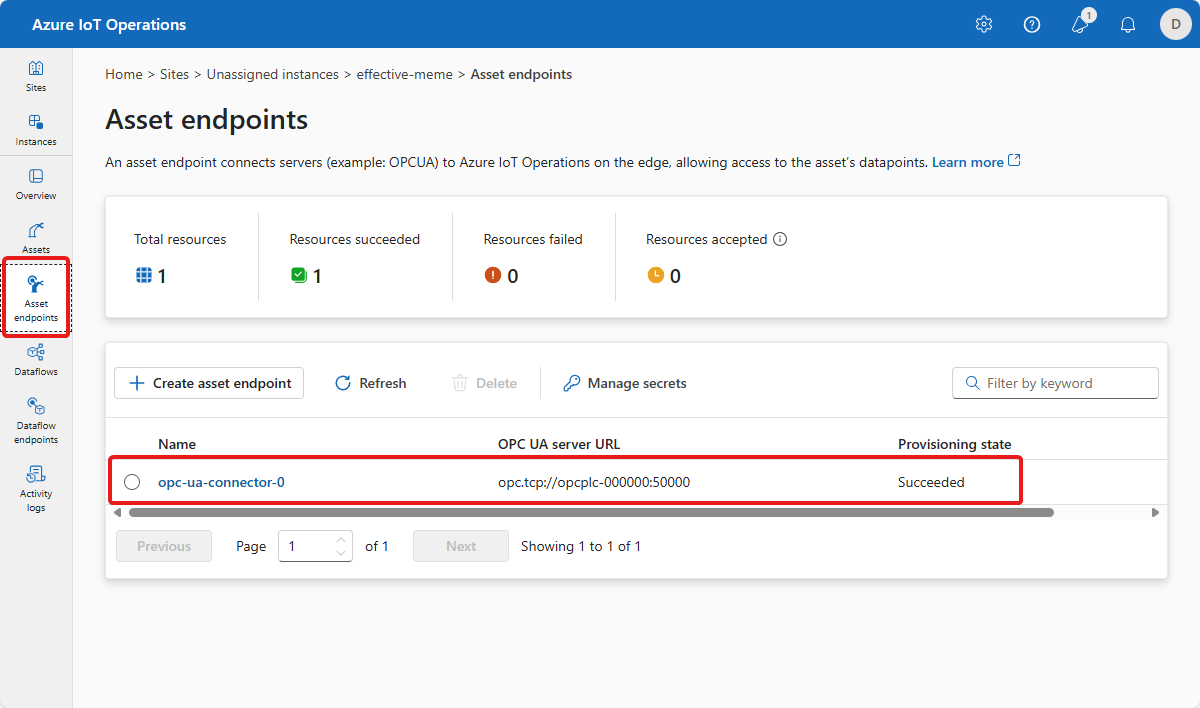 Azure IoT Operations
1
D
Sites
Instances
Overview
Assets
Asset
endpoints
Dataflows
Dataflow
endpoints
Activity
logs
Home > Sites > Unassigned instances > effective-meme > Asset endpoints
Asset endpoints
An asset endpoint connects servers (example: OPCUA) to Azure IoT Operations on the edge, allowing access to the asset’s datapoints. Learn more
Total resources
1
Resources succeeded
1
Resources failed
0
Resources accepted
0
Create asset endpoint
Refresh
Delete
Manage secrets
Filter by keyword
Name OPC UA server URL Provisioning state
opc-ua-connector-0 opc.tcp://opcplc-000000:50000 Succeeded
Previous Page 1 of 1 Next Showing 1 to 1 of 1